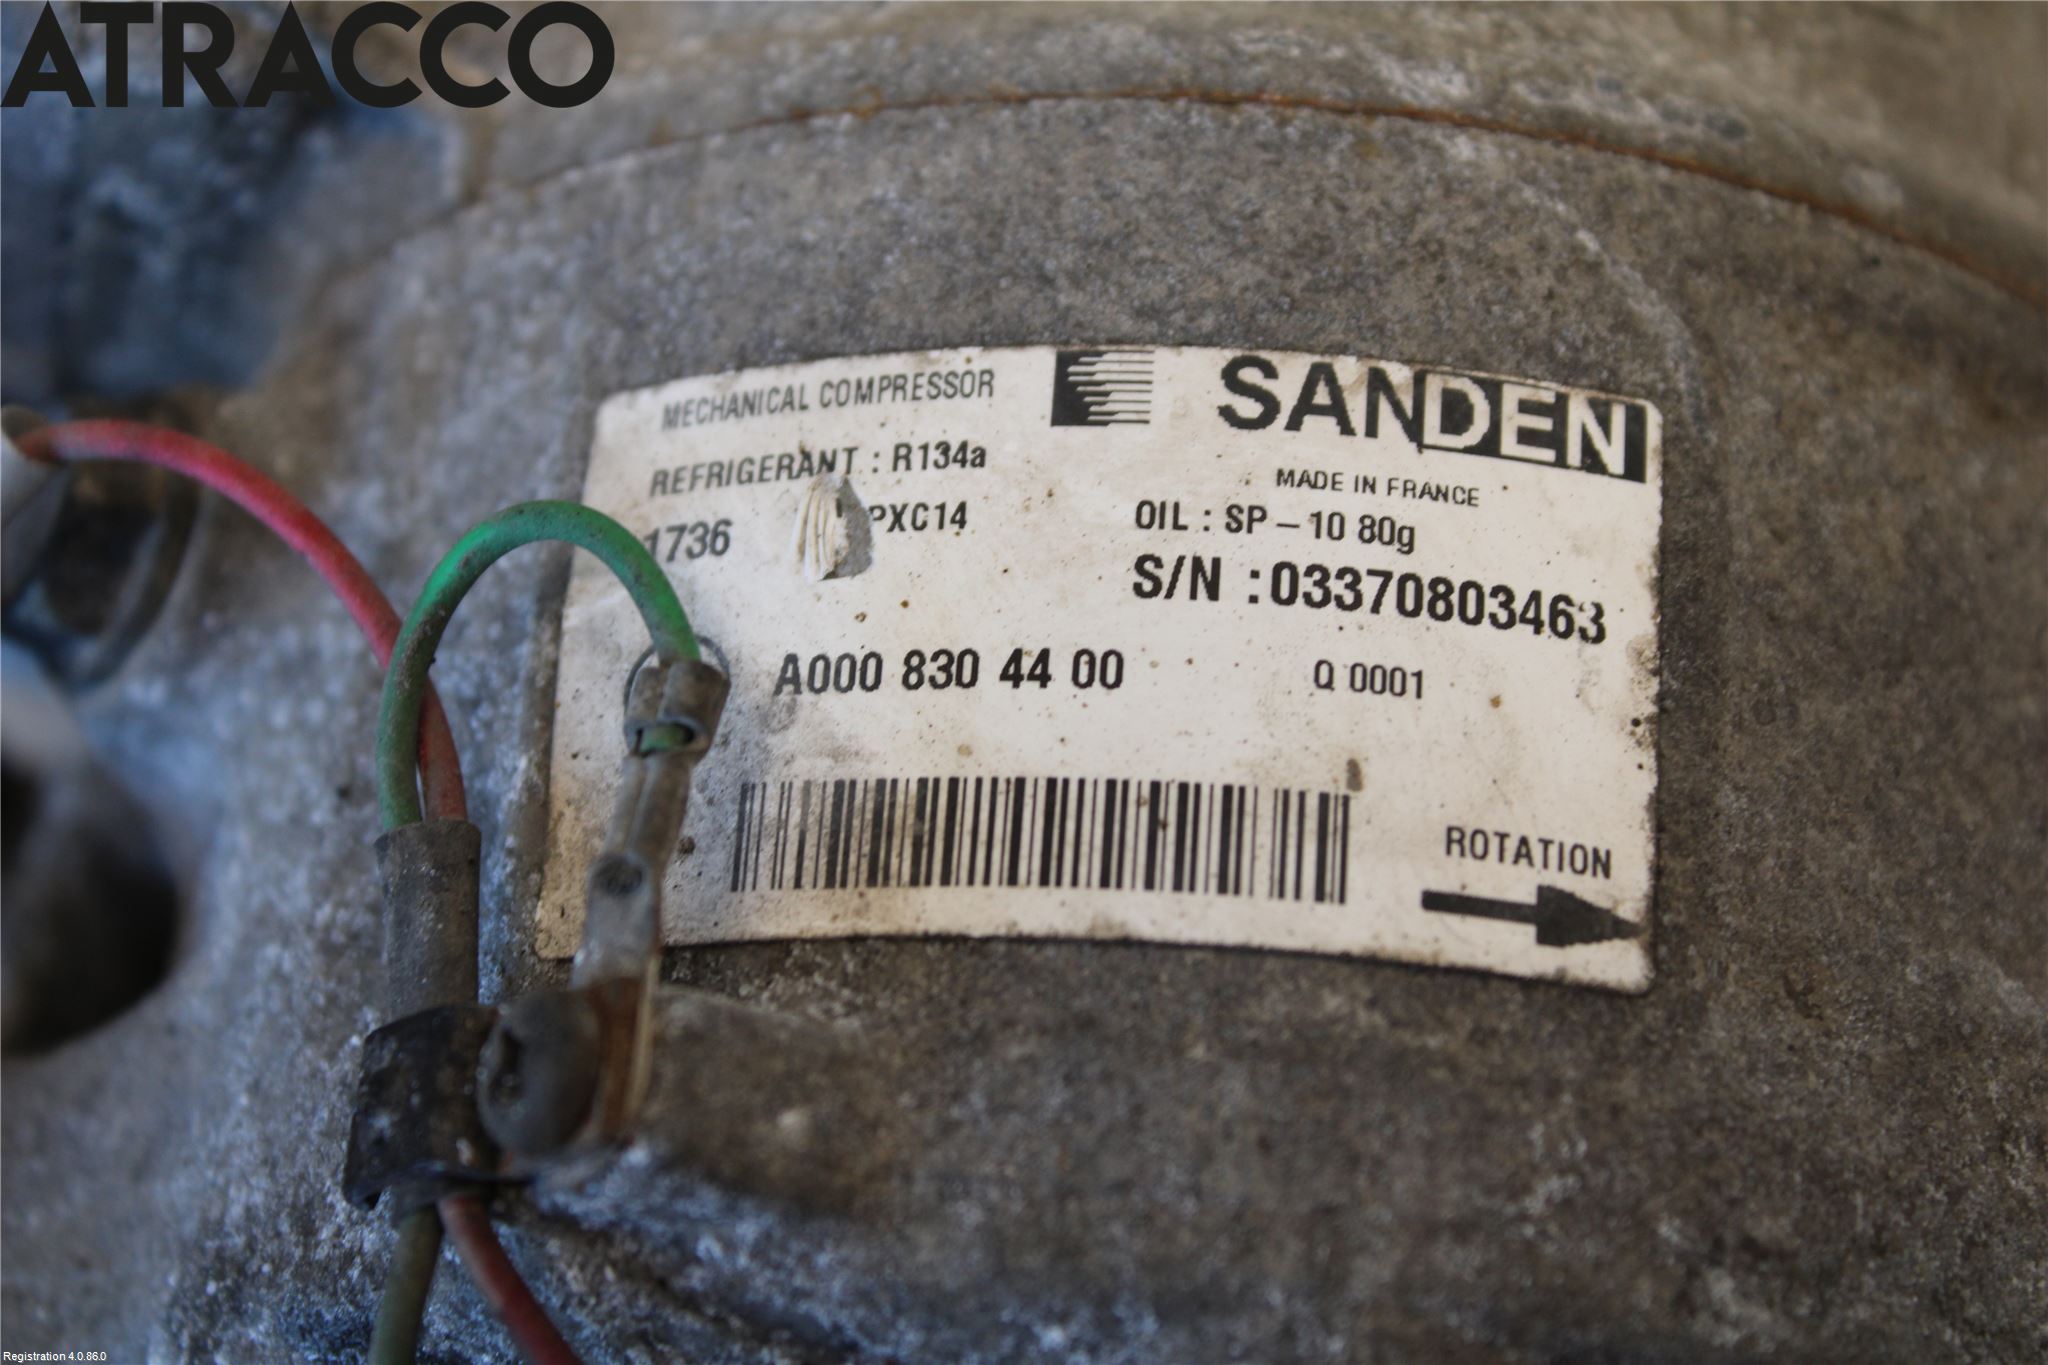 ATRACCO
MECHANICAL COMPRESSOR
SANDEN
REFRIGERANT : R134a
MADE IN FRANCE
1736 PXC14
OIL : SP – 10 80g
S/N : 03370803463
A000 830 44 00
Q 0001
ROTATION
Registration 4.0.86.0